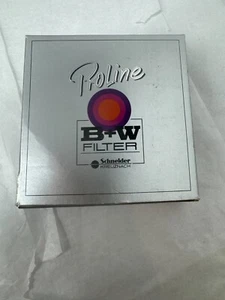 ProLine
B+W
FILTER
Schneider
KREUZNACH